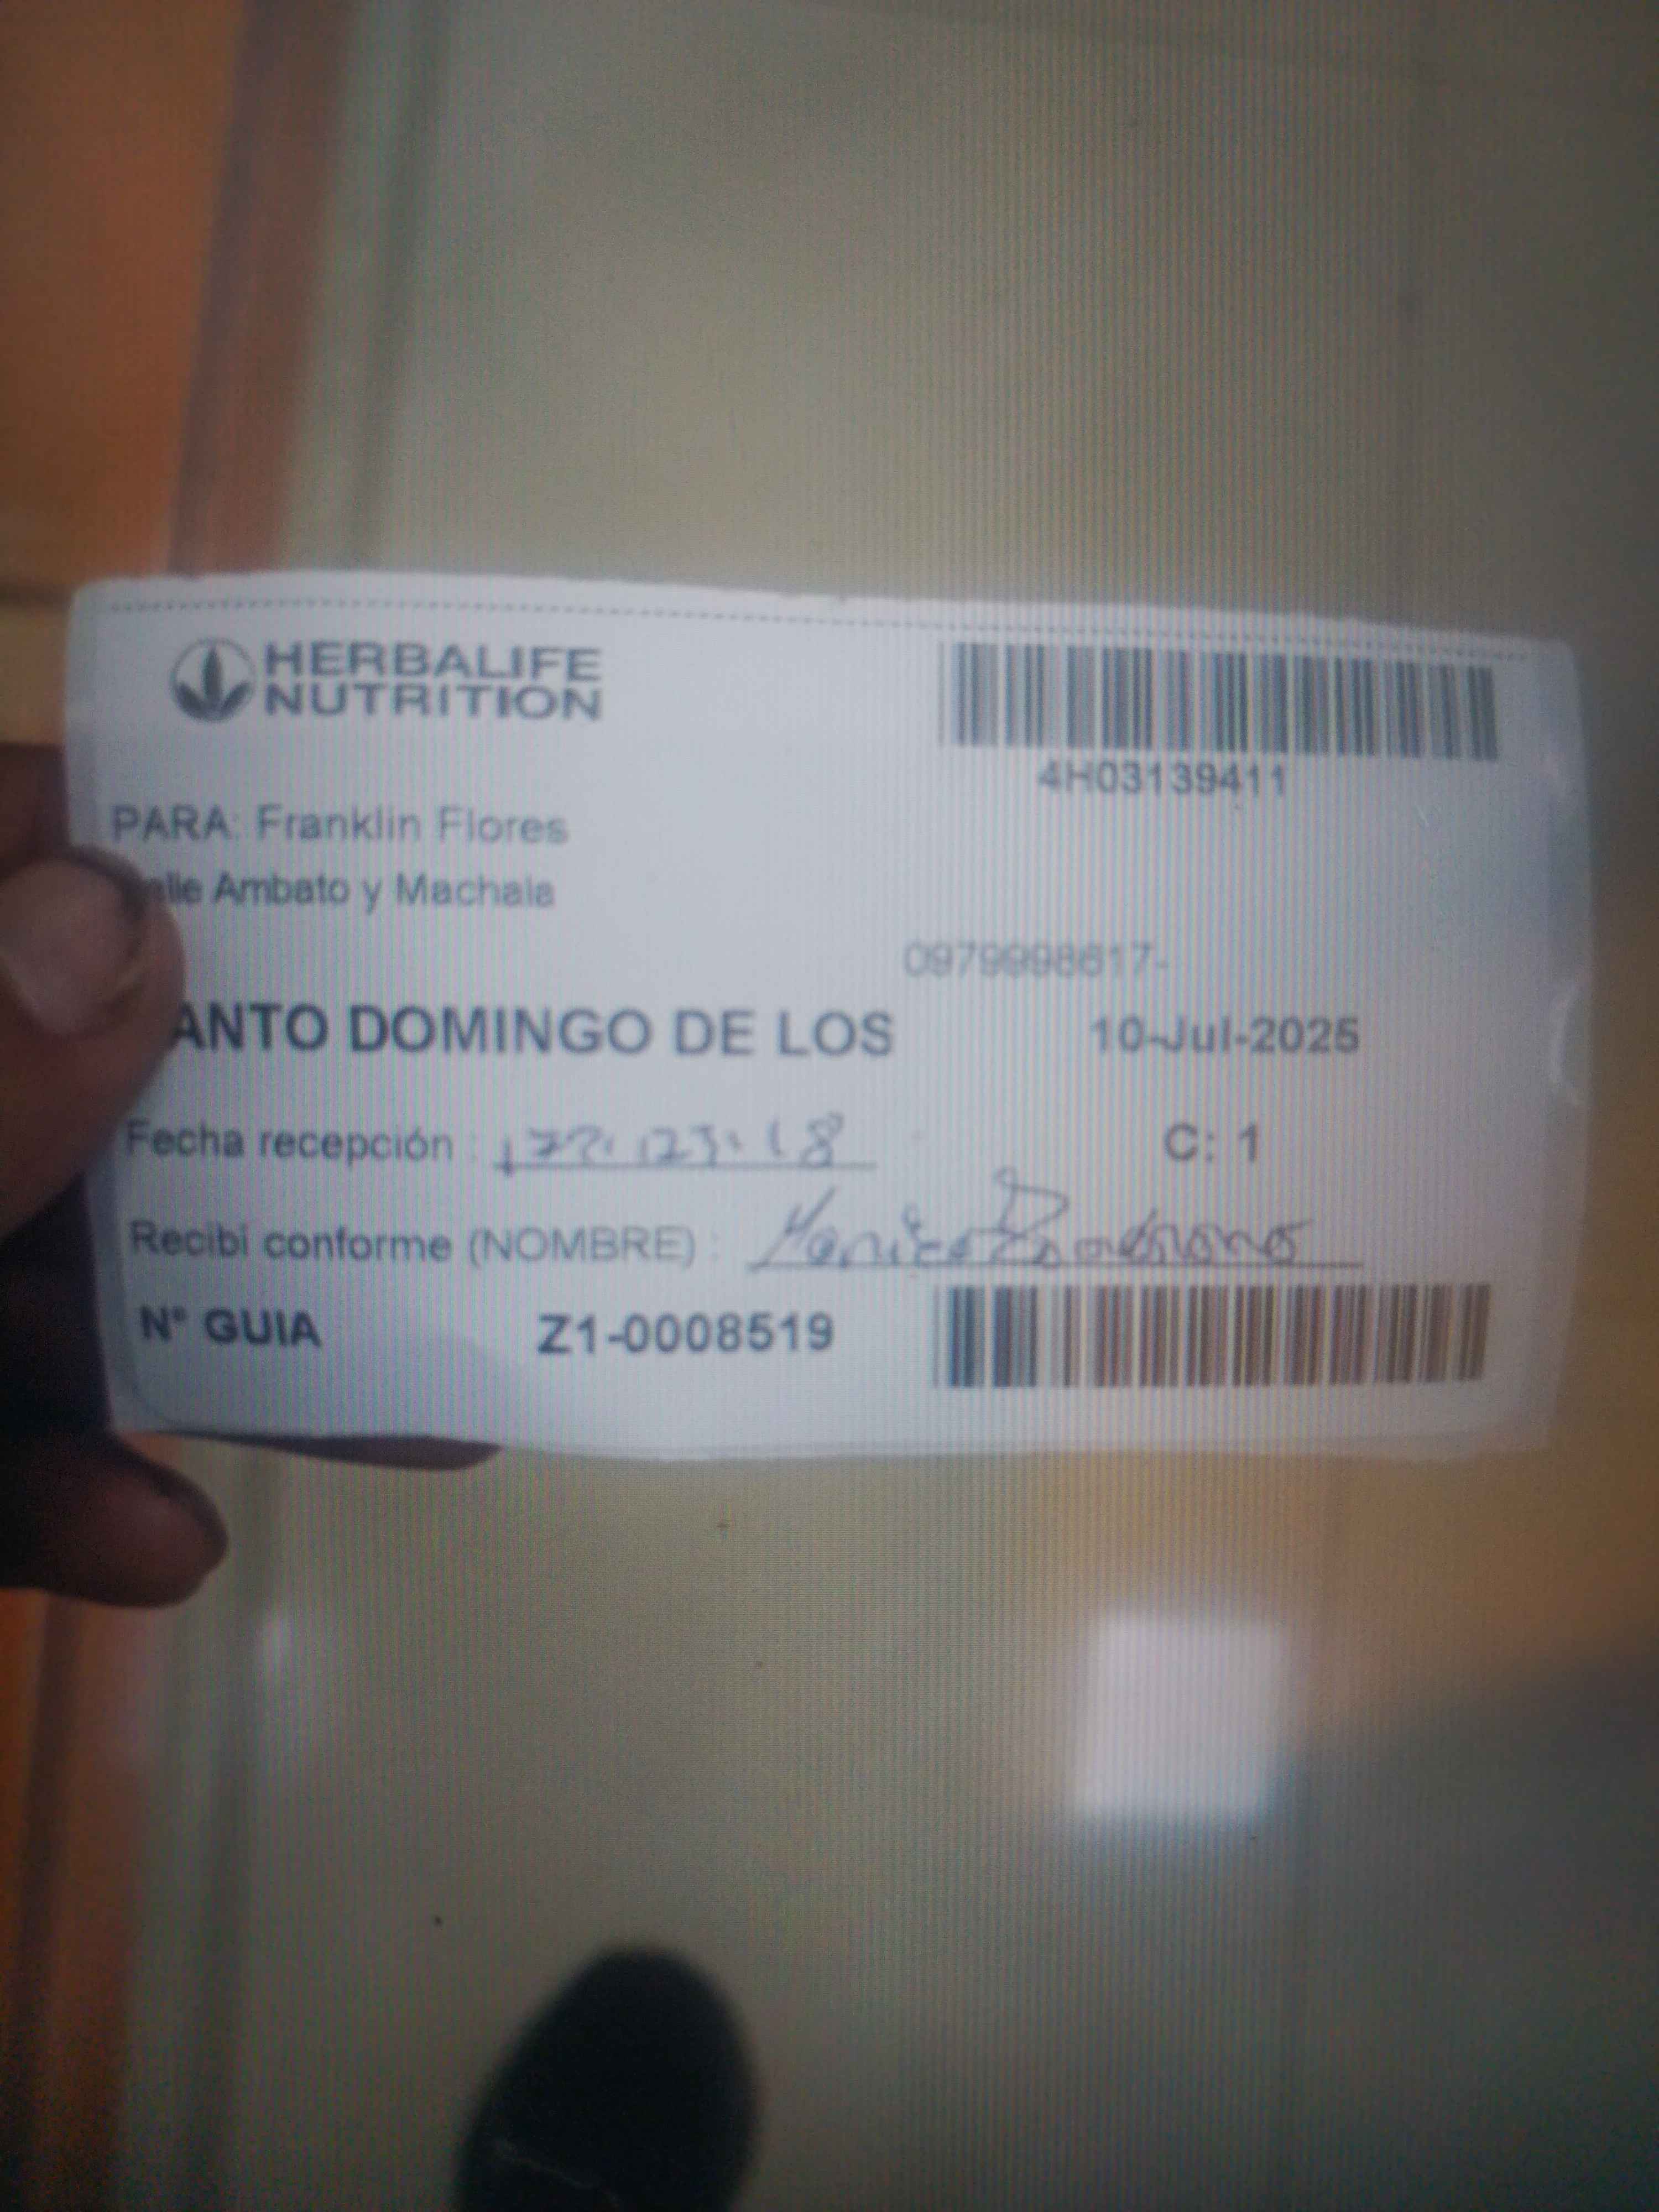 HERBALIFE
NUTRITION
4H03139411
PARA: Franklin Flores
alle Ambato y Machala
0979998617-
ANTO DOMINGO DE LOS
10-Jul-2025
Fecha recepción :
C: 1
Recibi conforme (NOMBRE) :
N° GUIA Z1-0008519